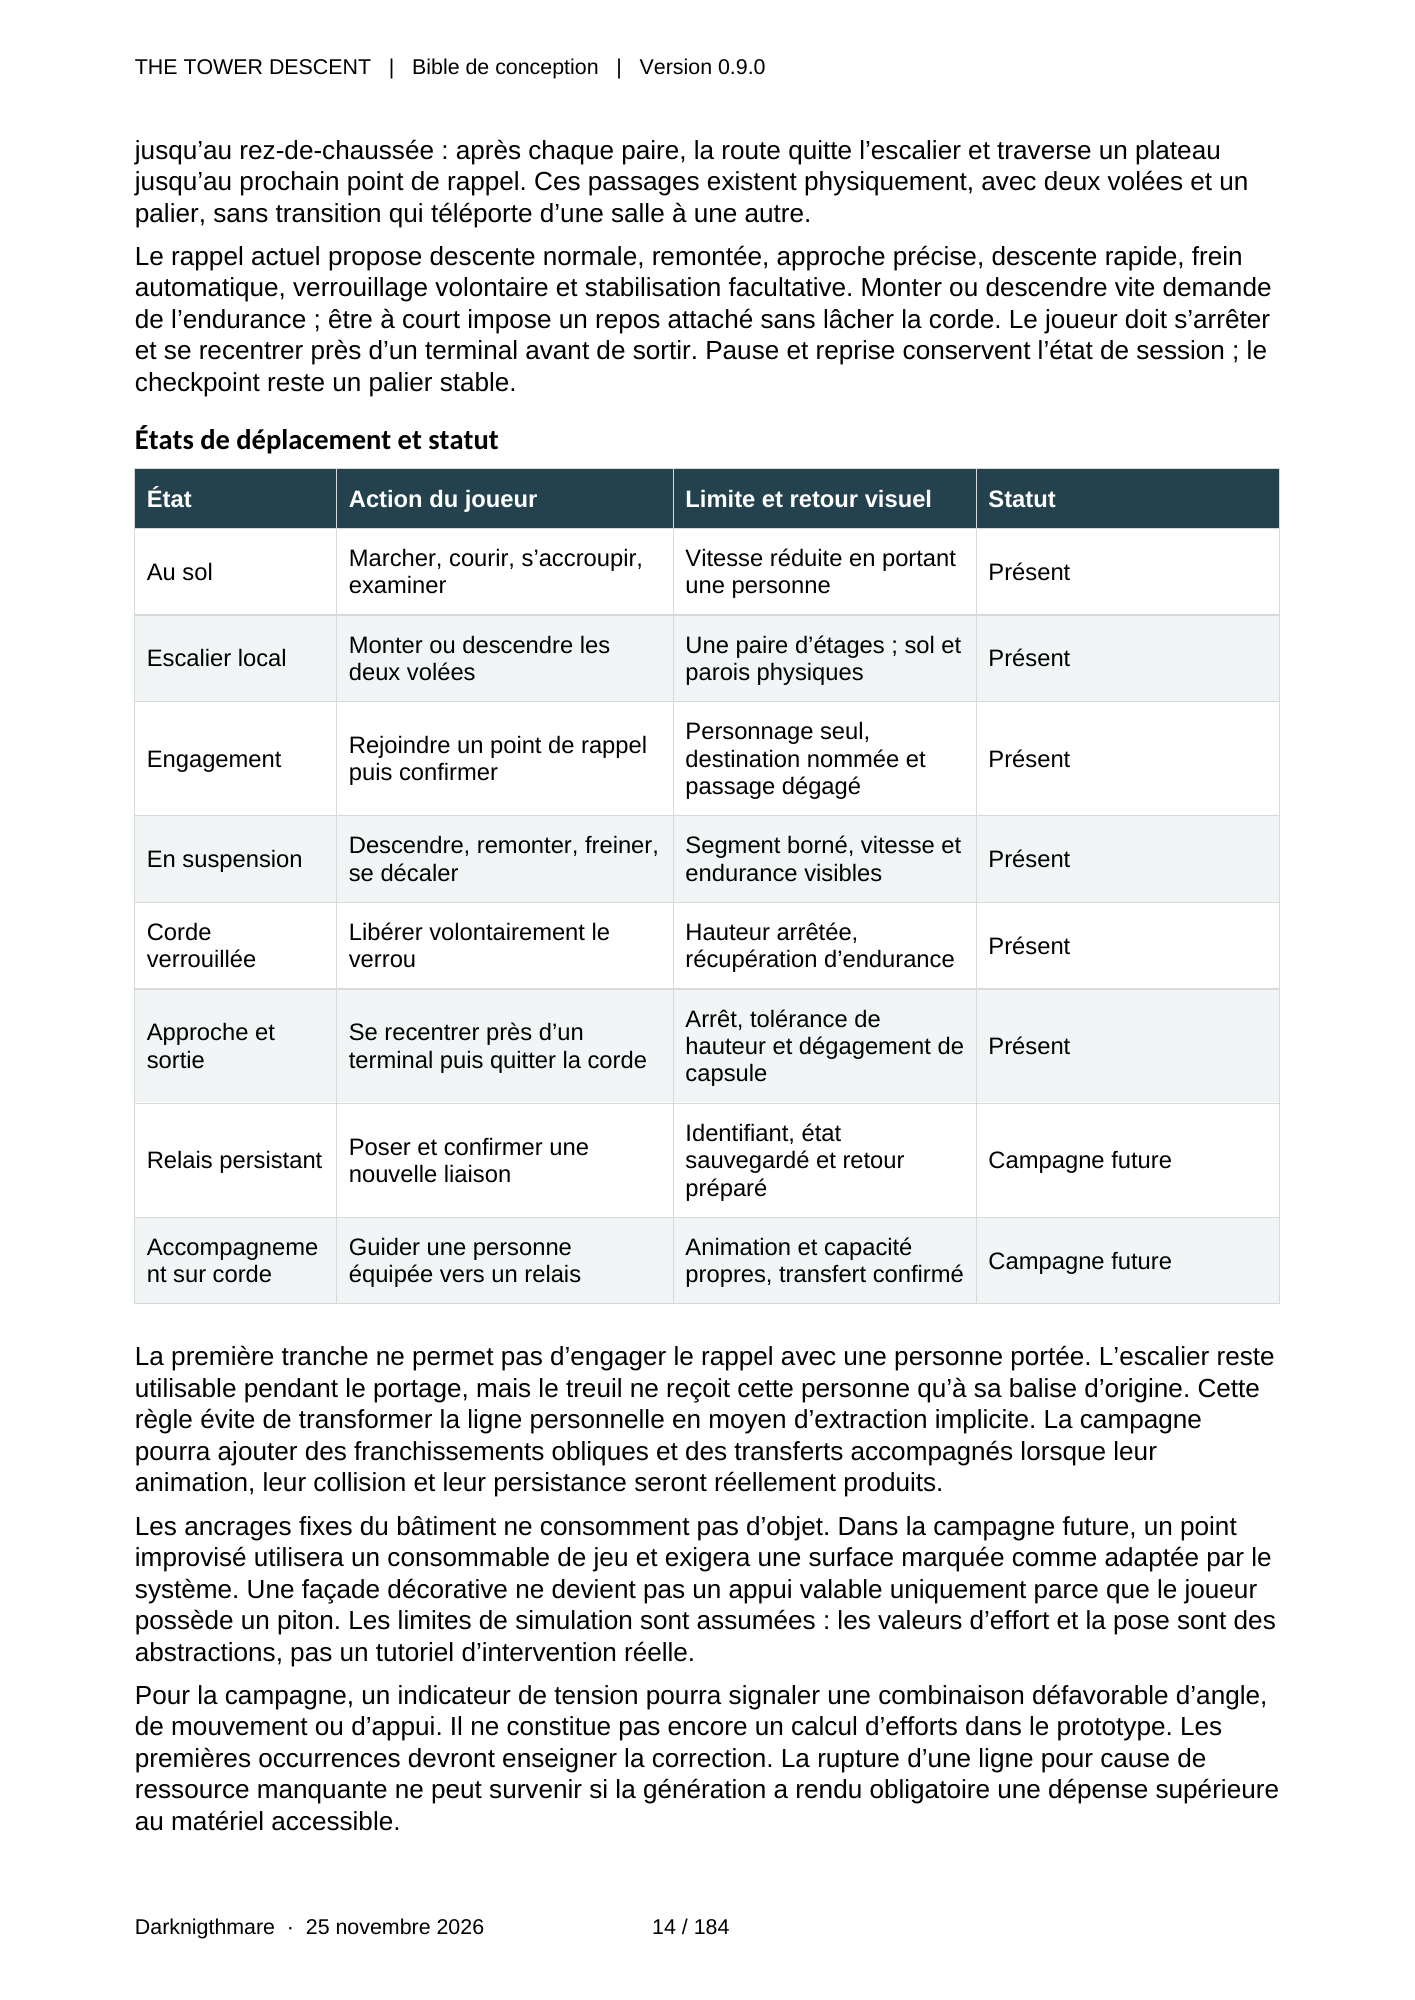 THE TOWER DESCENT | Bible de conception | Version 0.9.0
jusqu’au rez-de-chaussée : après chaque paire, la route quitte l’escalier et traverse un plateau
jusqu’au prochain point de rappel. Ces passages existent physiquement, avec deux volées et un
palier, sans transition qui téléporte d’une salle à une autre.
Le rappel actuel propose descente normale, remontée, approche précise, descente rapide, frein
automatique, verrouillage volontaire et stabilisation facultative. Monter ou descendre vite demande
de l’endurance ; être à court impose un repos attaché sans lâcher la corde. Le joueur doit s’arrêter
et se recentrer près d’un terminal avant de sortir. Pause et reprise conservent l’état de session ; le
checkpoint reste un palier stable.
États de déplacement et statut
État Action du joueur Limite et retour visuel Statut
Au sol
Marcher, courir, s’accroupir,
examiner
Vitesse réduite en portant
une personne
Présent
Escalier local
Monter ou descendre les
deux volées
Une paire d’étages ; sol et
parois physiques
Présent
Engagement
Rejoindre un point de rappel
puis confirmer
Personnage seul,
destination nommée et
passage dégagé
Présent
En suspension
Descendre, remonter, freiner,
se décaler
Segment borné, vitesse et
endurance visibles
Présent
Corde
verrouillée
Libérer volontairement le
verrou
Hauteur arrêtée,
récupération d’endurance
Présent
Approche et
sortie
Se recentrer près d’un
terminal puis quitter la corde
Arrêt, tolérance de
hauteur et dégagement de
capsule
Présent
Relais persistant
Poser et confirmer une
nouvelle liaison
Identifiant, état
sauvegardé et retour
préparé
Campagne future
Accompagneme
nt sur corde
Guider une personne
équipée vers un relais
Animation et capacité
propres, transfert confirmé
Campagne future
La première tranche ne permet pas d’engager le rappel avec une personne portée. L’escalier reste
utilisable pendant le portage, mais le treuil ne reçoit cette personne qu’à sa balise d’origine. Cette
règle évite de transformer la ligne personnelle en moyen d’extraction implicite. La campagne
pourra ajouter des franchissements obliques et des transferts accompagnés lorsque leur
animation, leur collision et leur persistance seront réellement produits.
Les ancrages fixes du bâtiment ne consomment pas d’objet. Dans la campagne future, un point
improvisé utilisera un consommable de jeu et exigera une surface marquée comme adaptée par le
système. Une façade décorative ne devient pas un appui valable uniquement parce que le joueur
possède un piton. Les limites de simulation sont assumées : les valeurs d’effort et la pose sont des
abstractions, pas un tutoriel d’intervention réelle.
Pour la campagne, un indicateur de tension pourra signaler une combinaison défavorable d’angle,
de mouvement ou d’appui. Il ne constitue pas encore un calcul d’efforts dans le prototype. Les
premières occurrences devront enseigner la correction. La rupture d’une ligne pour cause de
ressource manquante ne peut survenir si la génération a rendu obligatoire une dépense supérieure
au matériel accessible.
Darknigthmare · 25 novembre 2026 14 / 184